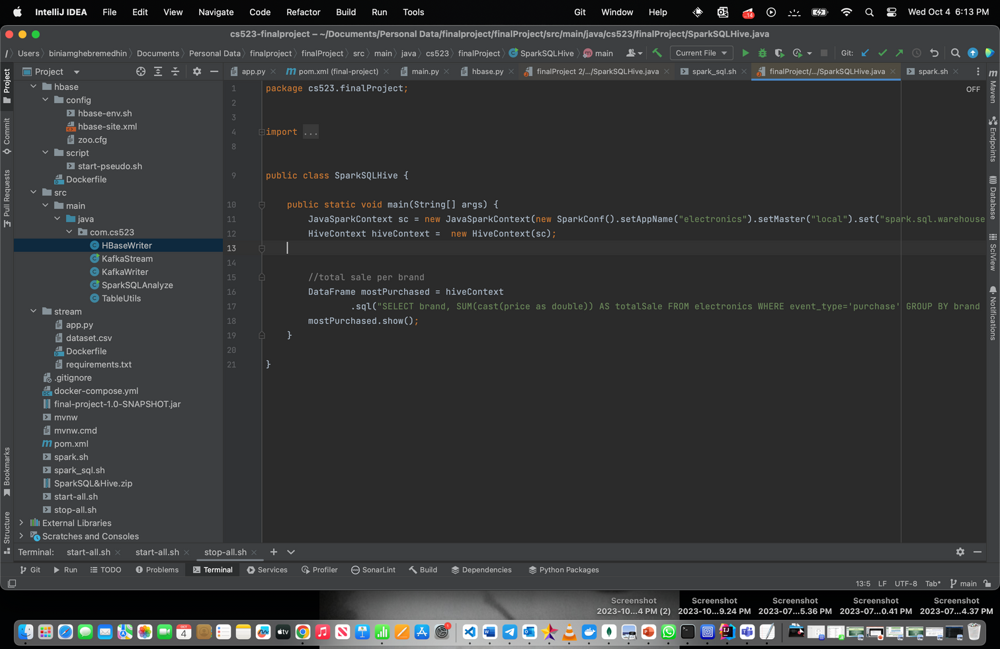 IntelliJ IDEA File Edit View Navigate Code Refactor Build Run Tools Git Window Help 14 Wed Oct 4 6:13 PM
cs523-finalproject – ~/Documents/Personal Data/finalproject/finalProject/src/main/java/cs523/finalProject/SparkSQLHive.java
/ Users Documents Personal Data finalproject finalProject src main java cs523 finalProject SparkSQLHive main Current File Git:
biniamghebremedhin
Project app.py pom.xml (final-project) main.py hbase.py finalProject 2/.../SparkSQLHive.java spark_sql.sh finalProject/.../SparkSQLHive.java spark.sh
OFF
Project
Commit
Pull Requests
Bookmarks
Structure
hbase
config
hbase-env.sh
hbase-site.xml
zoo.cfg
script
start-pseudo.sh
Dockerfile
src
main
java
com.cs523
HBaseWriter
KafkaStream
KafkaWriter
SparkSQLAnalyze
TableUtils
stream
app.py
dataset.csv
Dockerfile
requirements.txt
.gitignore
docker-compose.yml
final-project-1.0-SNAPSHOT.jar
mvnw
mvnw.cmd
pom.xml
spark.sh
spark_sql.sh
SparkSQL&Hive.zip
start-all.sh
stop-all.sh
External Libraries
Scratches and Consoles
1 package cs523.finalProject;
2
3
4 import ...
8
9 public class SparkSQLHive {
10 public static void main(String[] args) {
11 JavaSparkContext sc = new JavaSparkContext(new SparkConf().setAppName("electronics").setMaster("local").set("spark.sql.warehouse
12 HiveContext hiveContext =  new HiveContext(sc);
13
14
15 //total sale per brand
16 DataFrame mostPurchased = hiveContext
17 .sql("SELECT brand, SUM(cast(price as double)) AS totalSale FROM electronics WHERE event_type='purchase' GROUP BY brand
18 mostPurchased.show();
19 }
20
21 }
Maven
Endpoints
Database
SciView
Notifications
Terminal: start-all.sh start-all.sh stop-all.sh
Git Run TODO Problems Terminal Services Profiler SonarLint Build Dependencies Python Packages
13:5 LF UTF-8 Tab* main
Screenshot Screenshot Screenshot Screenshot Screenshot
2023-10...4 PM (2) 2023-10...9.24 PM 2023-07...5.36 PM 2023-07...0.41 PM 2023-07...4.37 PM
OCT
4
tv
1
W
P
IJ